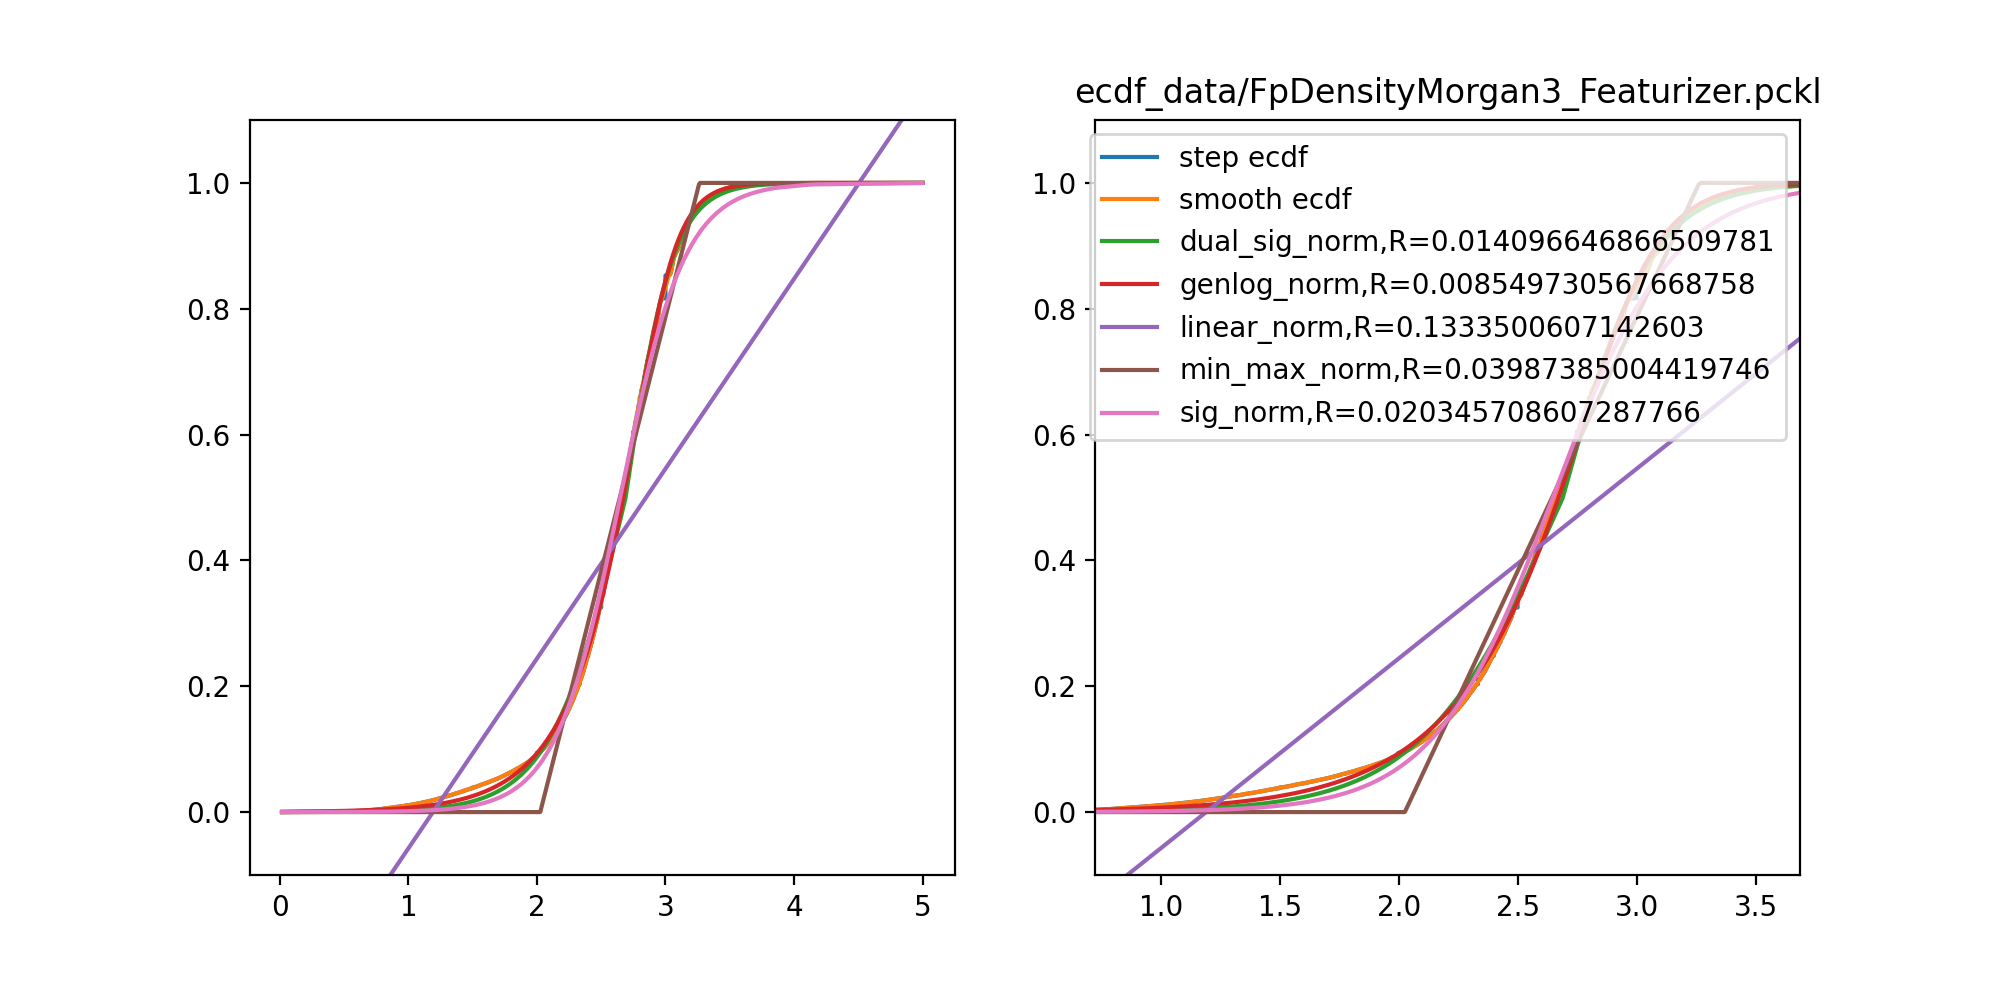 ecdf_data/FpDensityMorgan3_Featurizer.pckl
1.0
0.8
0.6
0.4
0.2
0.0
0 1 2 3 4 5
1.0
0.8
0.6
0.4
0.2
0.0
1.0 1.5 2.0 2.5 3.0 3.5
step ecdf
smooth ecdf
dual_sig_norm,R=0.014096646866509781
genlog_norm,R=0.008549730567668758
linear_norm,R=0.1333500607142603
min_max_norm,R=0.03987385004419746
sig_norm,R=0.020345708607287766